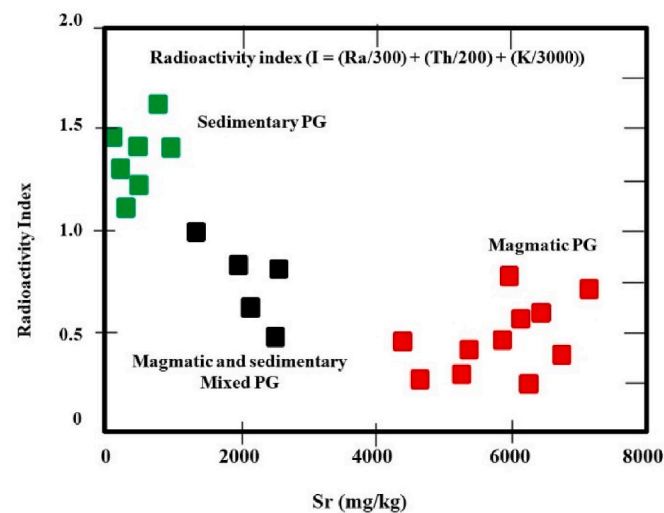 2.0
Radioactivity index (I = (Ra/300) + (Th/200) + (K/3000))
Sedimentary PG
1.5
Radioactivity Index
1.0
Magmatic PG
0.5
Magmatic and sedimentary
Mixed PG
0
0 2000 4000 6000 8000
Sr (mg/kg)